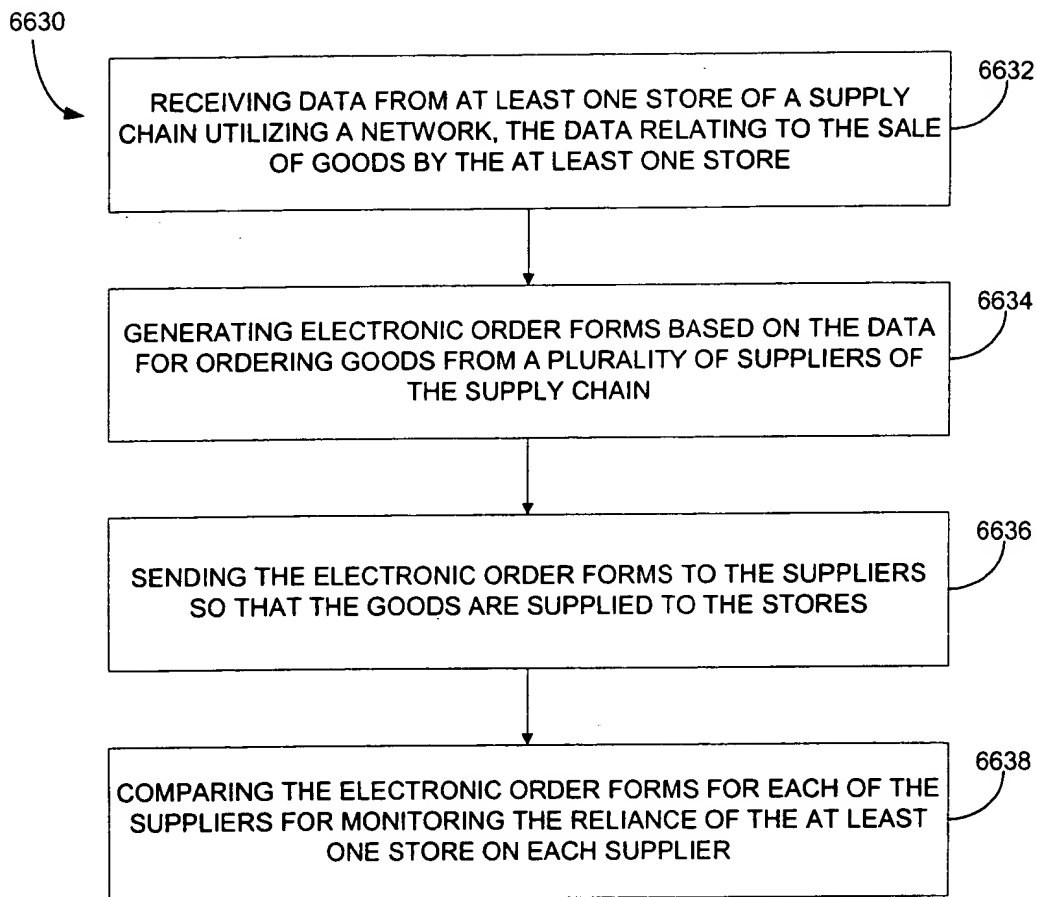 6630
6632
RECEIVING DATA FROM AT LEAST ONE STORE OF A SUPPLY
CHAIN UTILIZING A NETWORK, THE DATA RELATING TO THE SALE
OF GOODS BY THE AT LEAST ONE STORE
6634
GENERATING ELECTRONIC ORDER FORMS BASED ON THE DATA
FOR ORDERING GOODS FROM A PLURALITY OF SUPPLIERS OF
THE SUPPLY CHAIN
6636
SENDING THE ELECTRONIC ORDER FORMS TO THE SUPPLIERS
SO THAT THE GOODS ARE SUPPLIED TO THE STORES
6638
COMPARING THE ELECTRONIC ORDER FORMS FOR EACH OF THE
SUPPLIERS FOR MONITORING THE RELIANCE OF THE AT LEAST
ONE STORE ON EACH SUPPLIER